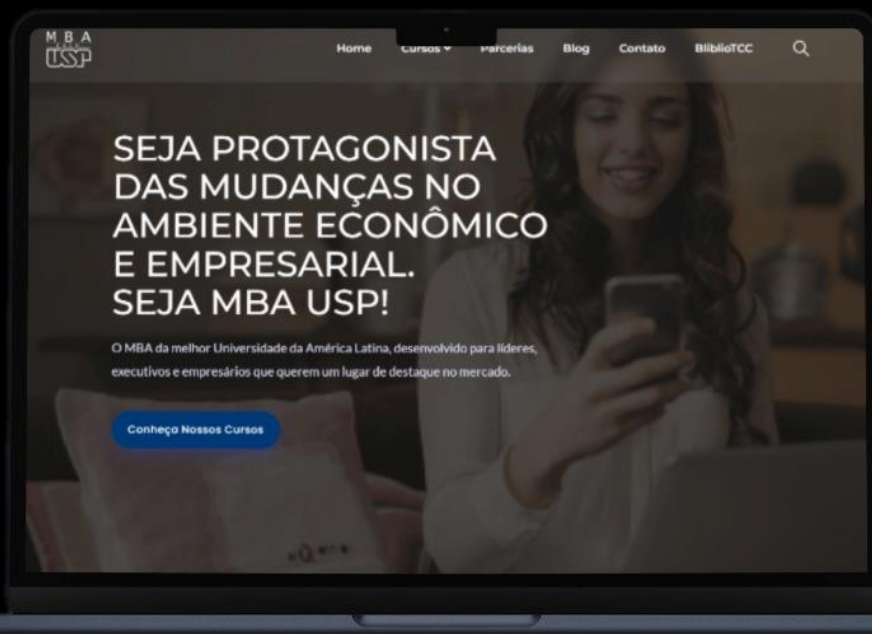 MBA
USP
Home
Cursos
Parcerias
Blog
Contato
BliblioTCC
SEJA PROTAGONISTA
DAS MUDANÇAS NO
AMBIENTE ECONÔMICO
E EMPRESARIAL.
SEJA MBA USP!
O MBA da melhor Universidade da América Latina, desenvolvido para líderes,
executivos e empresários que querem um lugar de destaque no mercado.
Conheça Nossos Cursos